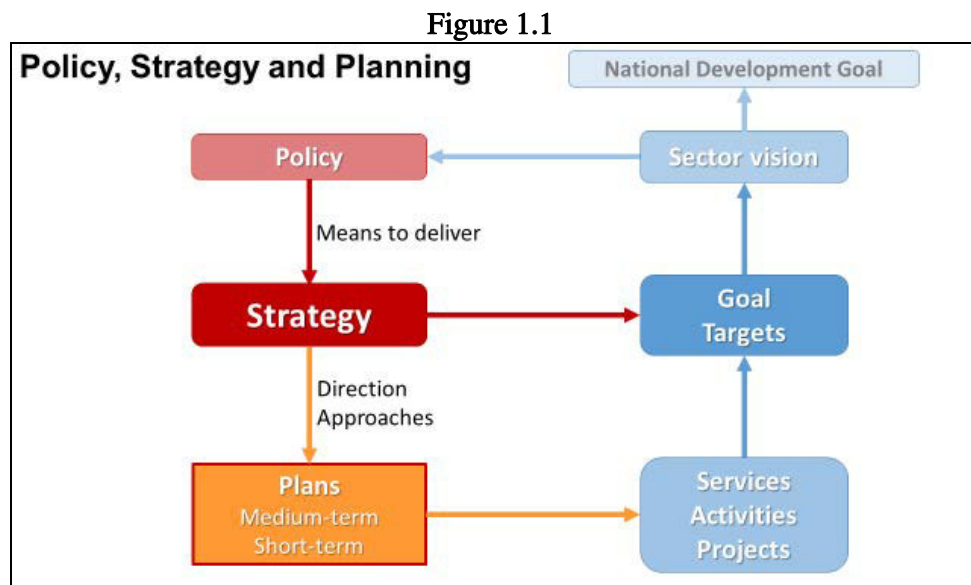 Figure 1.1
Policy, Strategy and Planning
National Development Goal
Policy
Sector vision
Means to deliver
Strategy
Goal
Targets
Direction
Approaches
Plans
Medium-term
Short-term
Services
Activities
Projects